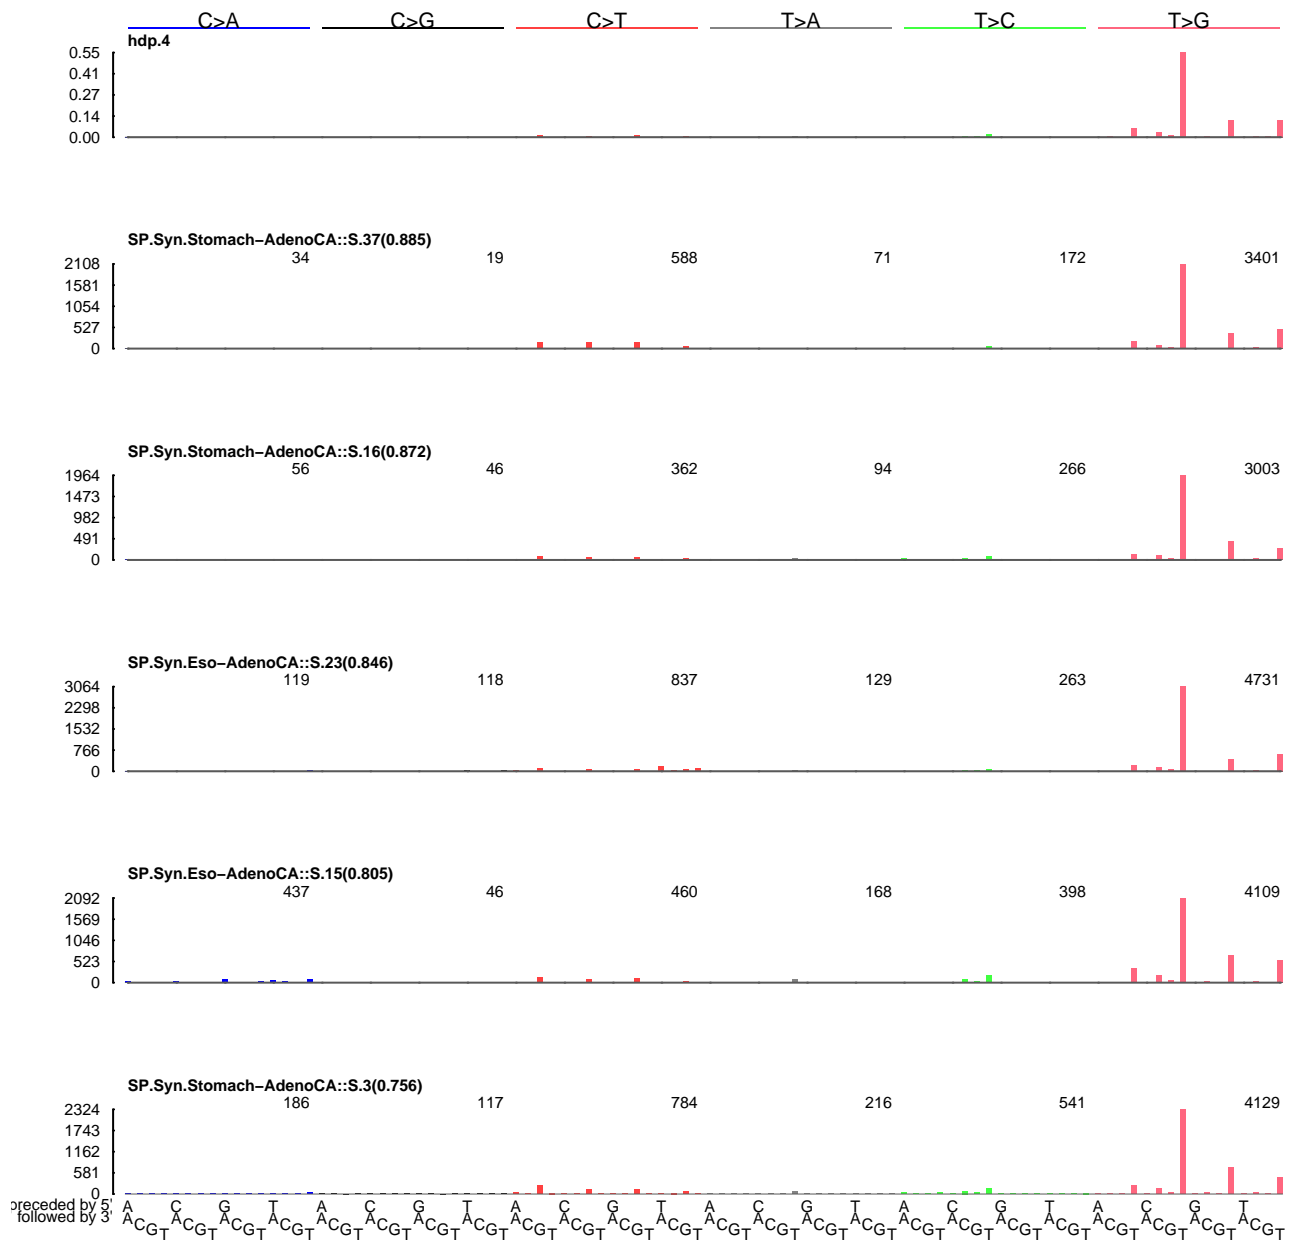 C>A C>G C>T T>A T>C T>G
hdp.4
0.55
0.41
0.27
0.14
0.00
SP.Syn.Stomach−AdenoCA::S.37(0.885)
34 19 588 71 172 3401
2108
1581
1054
527
0
SP.Syn.Stomach−AdenoCA::S.16(0.872)
56 46 362 94 266 3003
1964
1473
982
491
0
SP.Syn.Eso−AdenoCA::S.23(0.846)
119 118 837 129 263 4731
3064
2298
1532
766
0
SP.Syn.Eso−AdenoCA::S.15(0.805)
437 46 460 168 398 4109
2092
1569
1046
523
0
SP.Syn.Stomach−AdenoCA::S.3(0.756)
186 117 784 216 541 4129
2324
1743
1162
581
0
preceded by 5' A C G T A C G T A C G T A C G T A C G T A C G T
followed by 3' A C G T A C G T A C G T A C G T A C G T A C G T A C G T A C G T A C G T A C G T A C G T A C G T A C G T A C G T A C G T A C G T A C G T A C G T A C G T A C G T A C G T A C G T A C G T A C G T